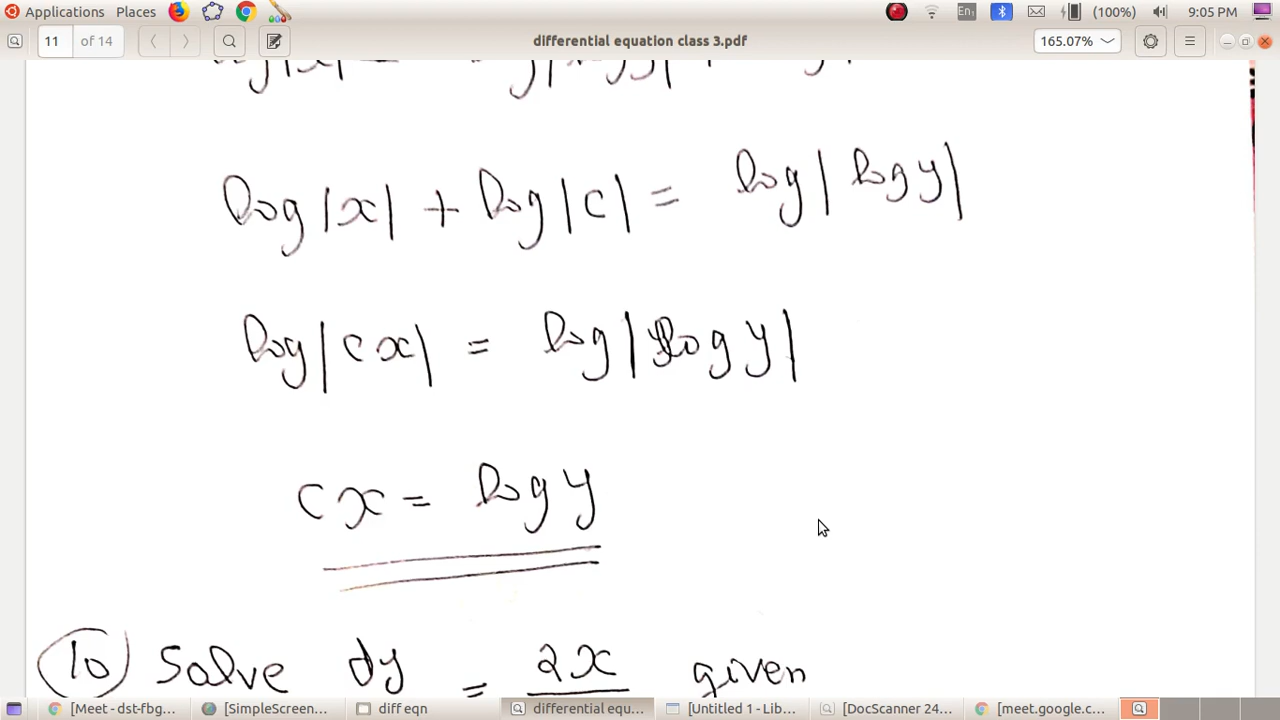 Applications Places En₁ (100%) 9:05 PM
11 of 14 differential equation class 3.pdf 165.07%
log|x| + log|c| = log|log y|
log|cx| = log|log y|
cx = log y
10 Solve dy = 2x given
[Meet - dst-fbg... [SimpleScreen... diff eqn differential equ... [Untitled 1 - Lib... [DocScanner 24... [meet.google.c...